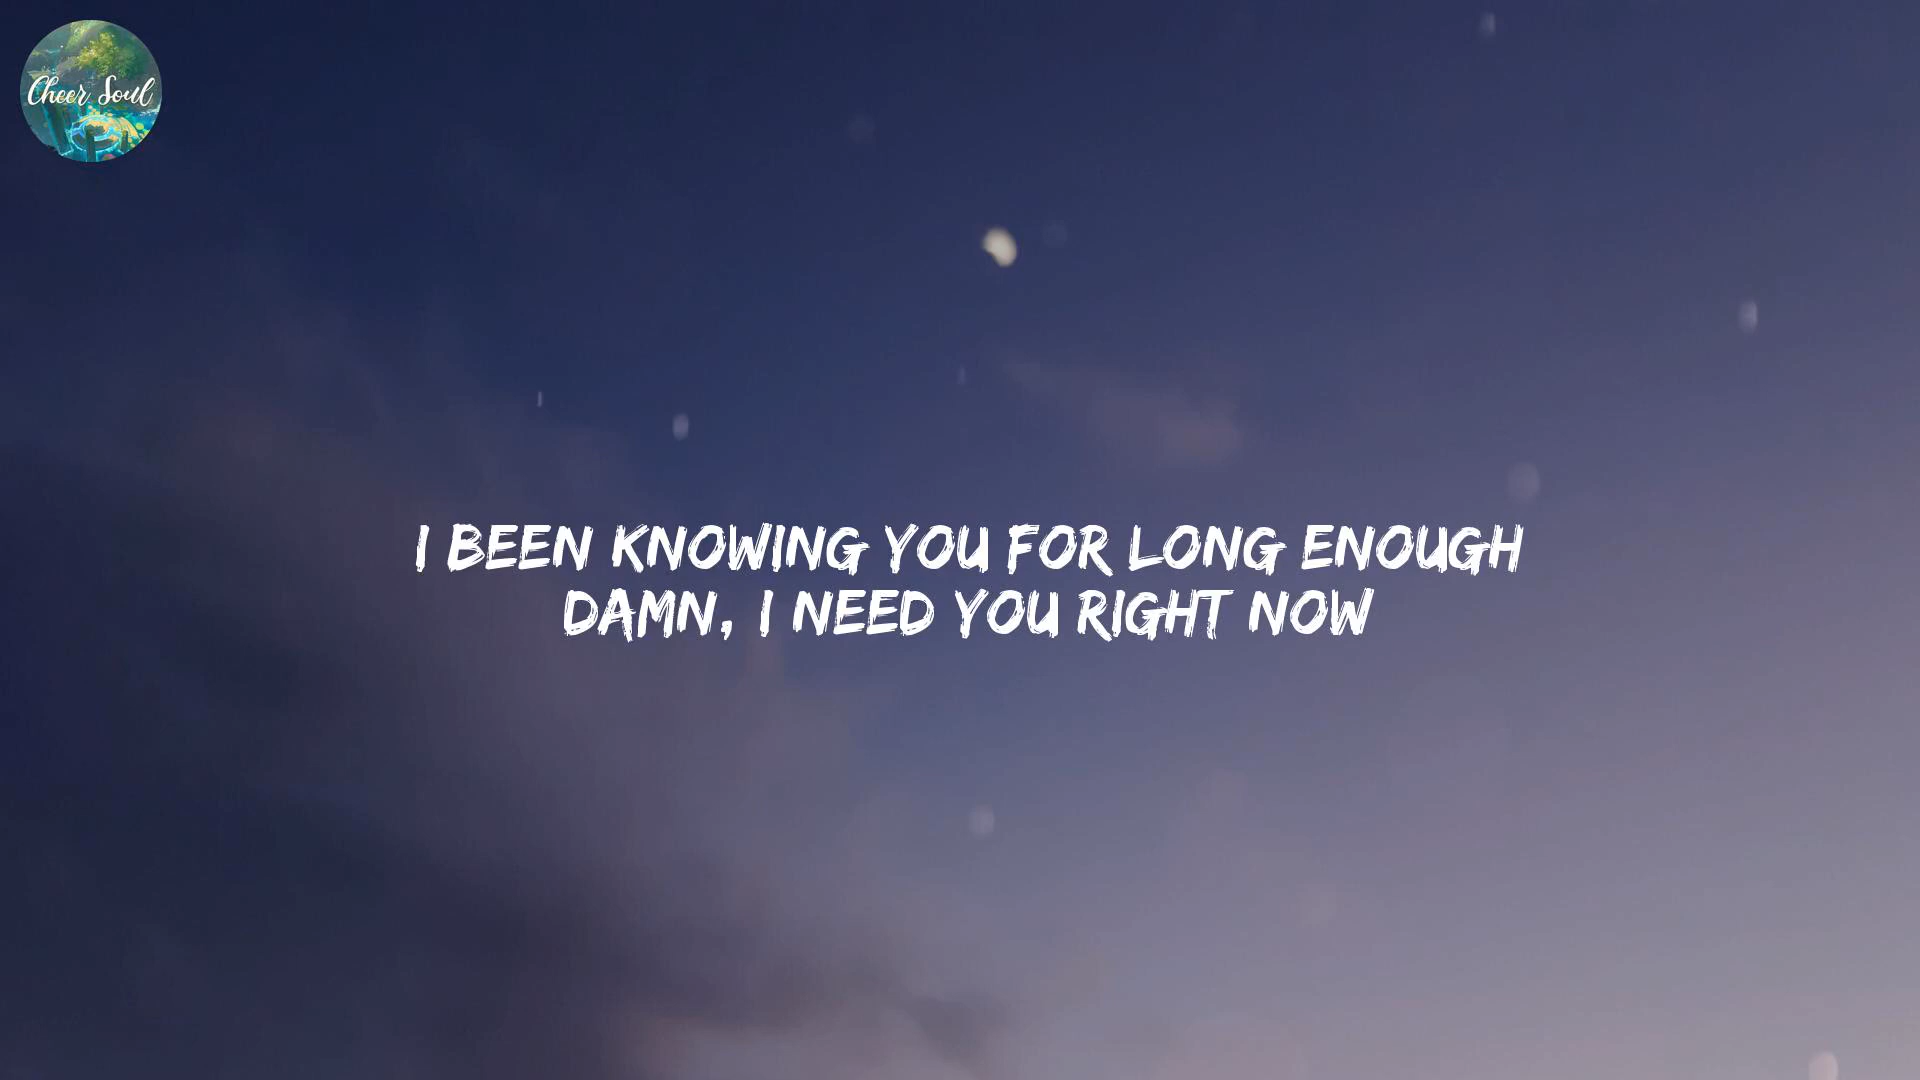 Cheer Soul
I BEEN KNOWING YOU FOR LONG ENOUGH
DAMN, I NEED YOU RIGHT NOW